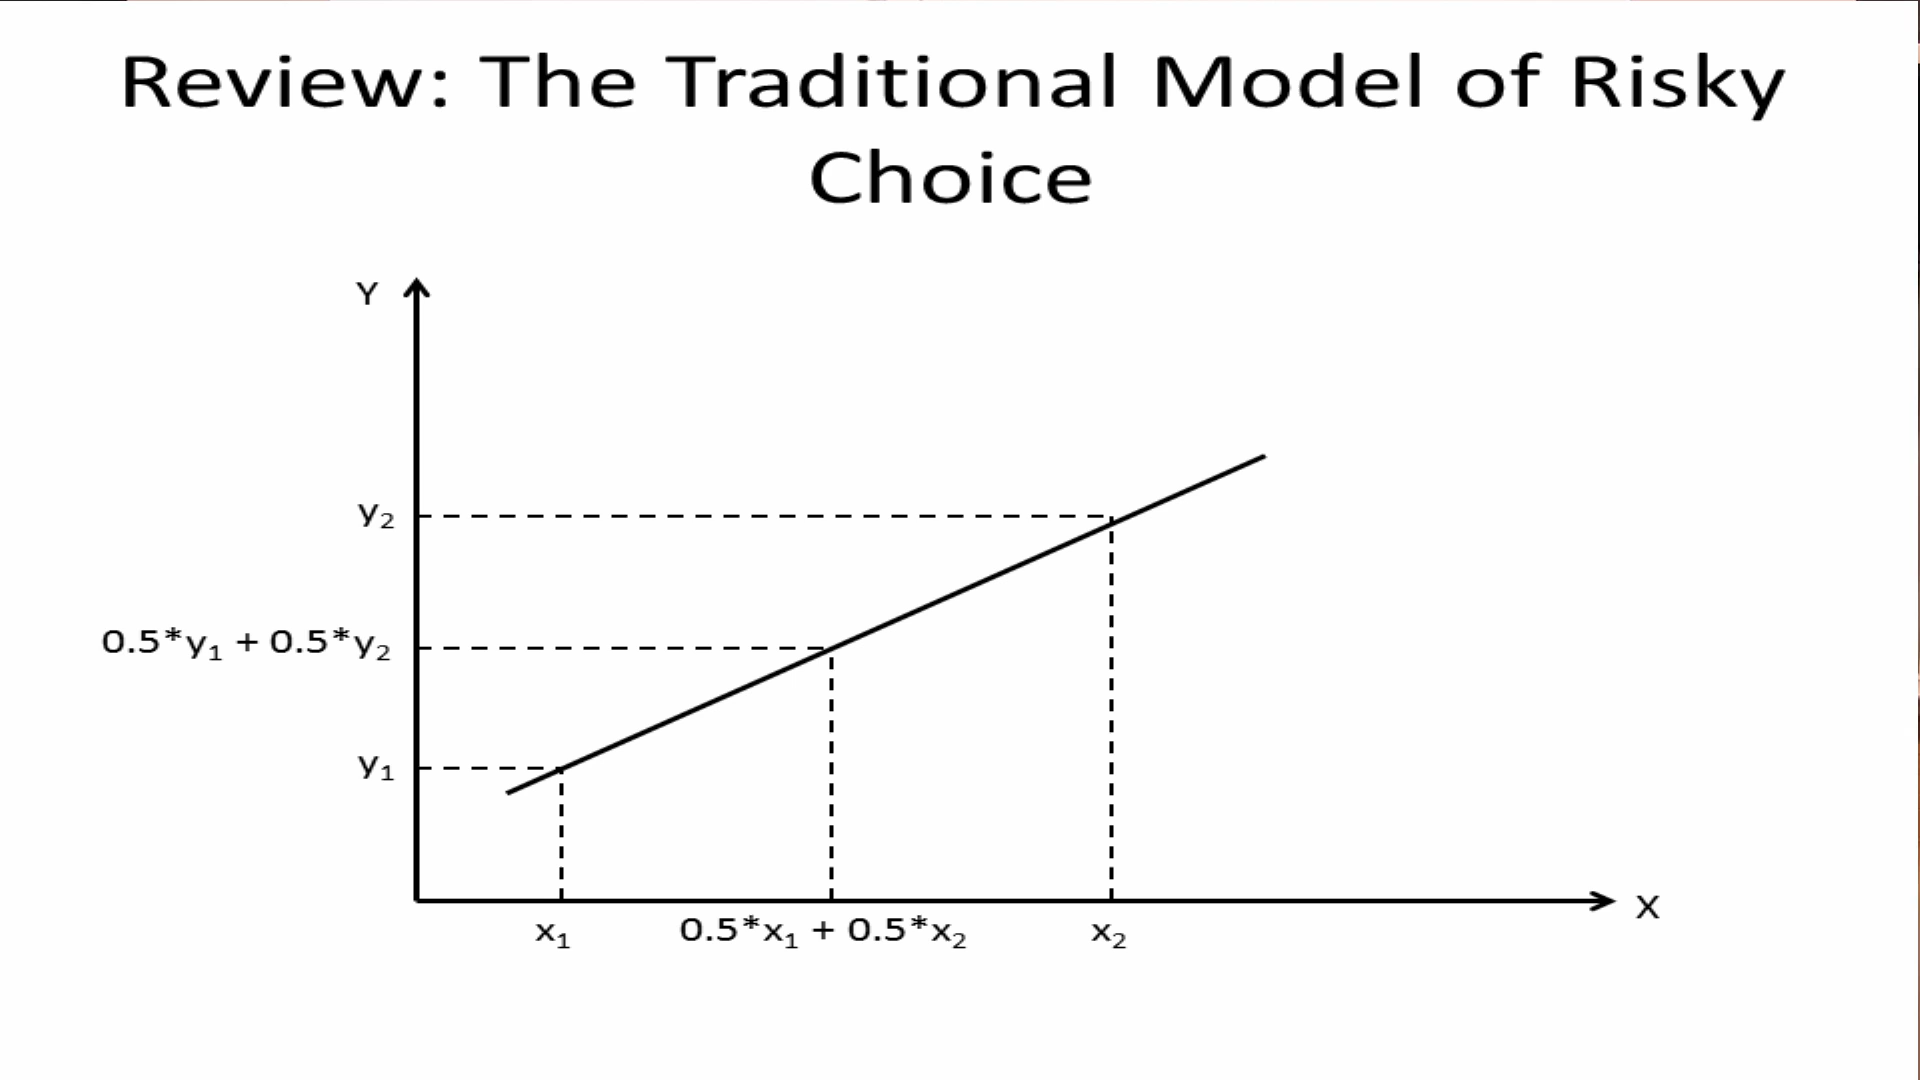 Review: The Traditional Model of Risky
Choice
Y
y₂
0.5*y₁ + 0.5*y₂
y₁
X
x₁
0.5*x₁ + 0.5*x₂
x₂